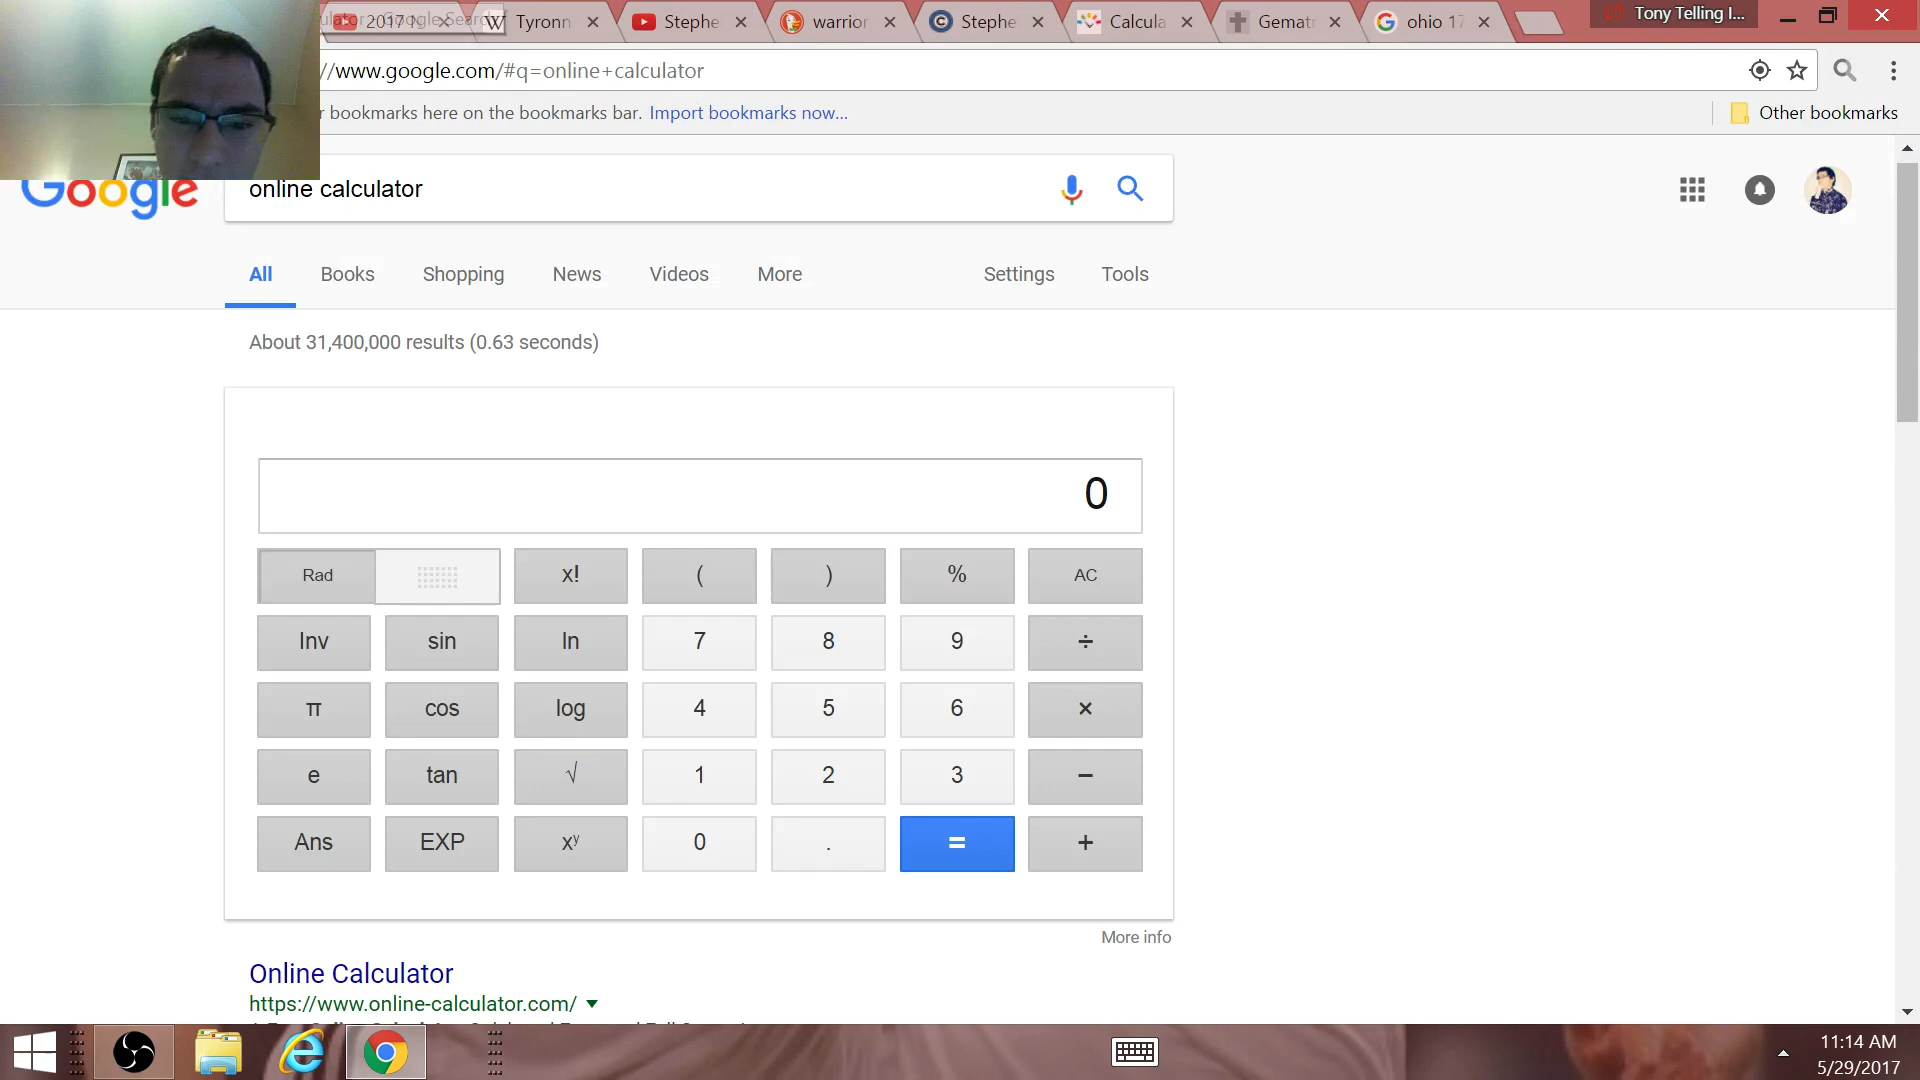 2017 N
Tyronn
Stephe
warrior
Stephe
Calcula
Gemat
ohio 17
Tony Telling I...
//www.google.com/#q=online+calculator
r bookmarks here on the bookmarks bar. Import bookmarks now...
Other bookmarks
Google
online calculator
All Books Shopping News Videos More Settings Tools
About 31,400,000 results (0.63 seconds)
0
Rad x! ( ) % AC
Inv sin ln 7 8 9 ÷
π cos log 4 5 6 ×
e tan √ 1 2 3 −
Ans EXP xʸ 0 . = +
More info
Online Calculator
https://www.online-calculator.com/
11:14 AM
5/29/2017